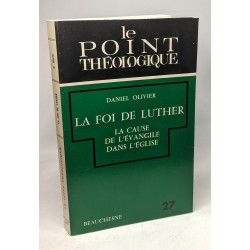 le
POINT
THÉOLOGIQUE
DANIEL OLIVIER
LA FOI DE LUTHER
LA CAUSE
DE L'ÉVANGILE
DANS L'ÉGLISE
27
BEAUCHESNE